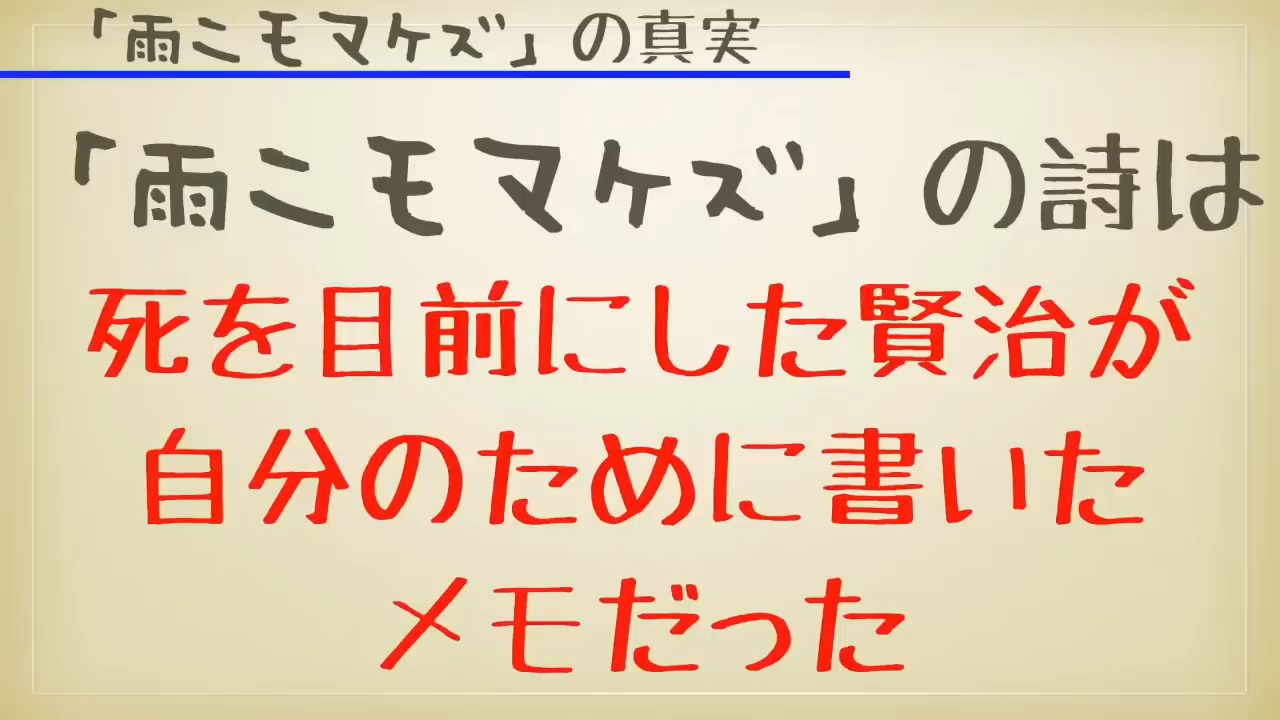 「雨こモマケズ」の真実
「雨こモマケズ」の詩は
死を目前にした賢治が
自分のために書いた
メモだった